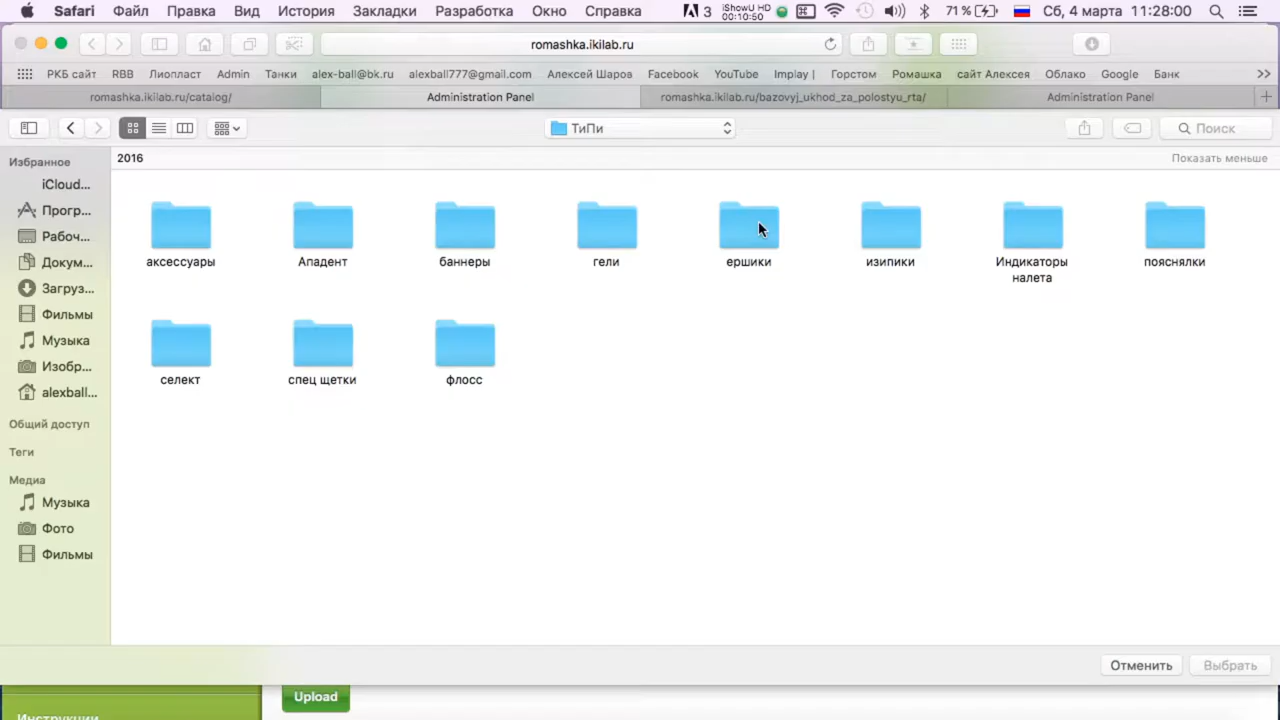 Safari Файл Правка Вид История Закладки Разработка Окно Справка 3 iShowU HD 00:10:50 71% Сб, 4 марта 11:28:00
romashka.ikilab.ru
РКБ сайт RBB Лиопласт Admin Танки alex-ball@bk.ru alexball777@gmail.com Алексей Шаров Facebook YouTube Implay | Горстом Ромашка сайт Алексея Облако Google Банк
romashka.ikilab.ru/catalog/ Administration Panel romashka.ikilab.ru/bazovyj_ukhod_za_polostyu_rta/ Administration Panel
ТиПи Поиск
Избранное
iCloud...
Прогр...
Рабоч...
Докум...
Загруз...
Фильмы
Музыка
Изобр...
alexball...
Общий доступ
Теги
Медиа
Музыка
Фото
Фильмы
2016 Показать меньше
аксессуары Ападент баннеры гели ершики изипики Индикаторы налета пояснялки
селект спец щетки флосс
Отменить Выбрать
Upload
Инструкции